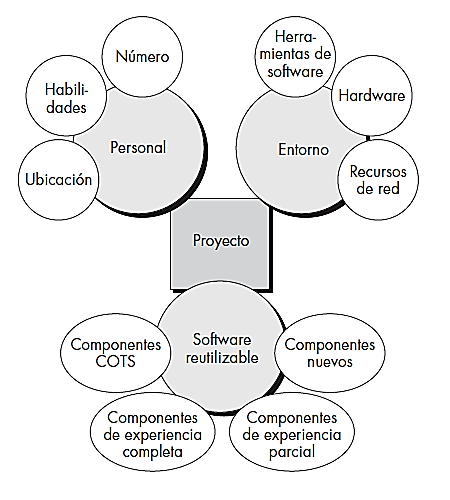 Número
Habili-
dades
Ubicación
Personal
Herra-
mientas de
software
Hardware
Recursos
de red
Entorno
Proyecto
Software
reutilizable
Componentes
COTS
Componentes
nuevos
Componentes
de experiencia
completa
Componentes
de experiencia
parcial